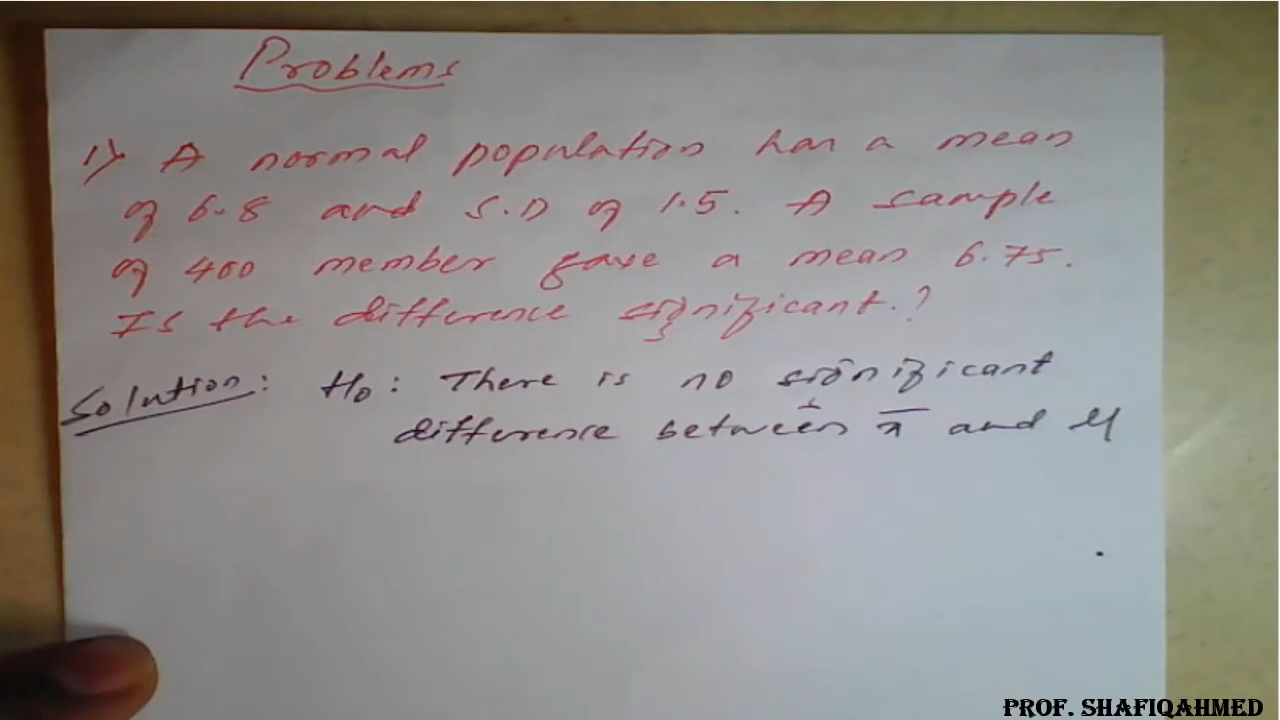 Problems
1) A normal population has a mean
of 6.8 and S.D of 1.5. A sample
of 400 member gave a mean 6.75.
Is the difference significant.?
Solution: H₀: There is no significant
difference between x̄ and μ
PROF. SHAFIQAHMED